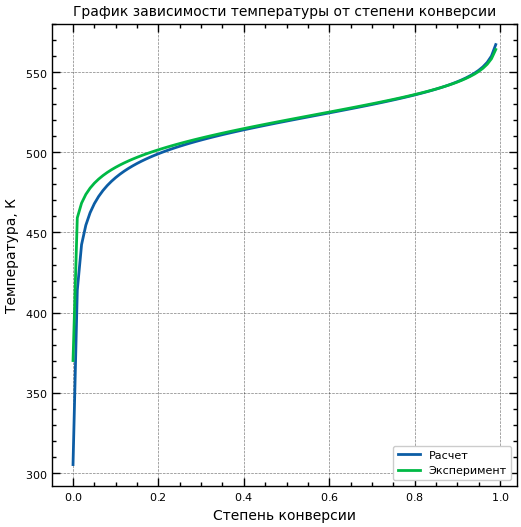 График зависимости температуры от степени конверсии
Температура, К
550
500
450
400
350
300
0.0 0.2 0.4 0.6 0.8 1.0
Степень конверсии
Расчет
Эксперимент